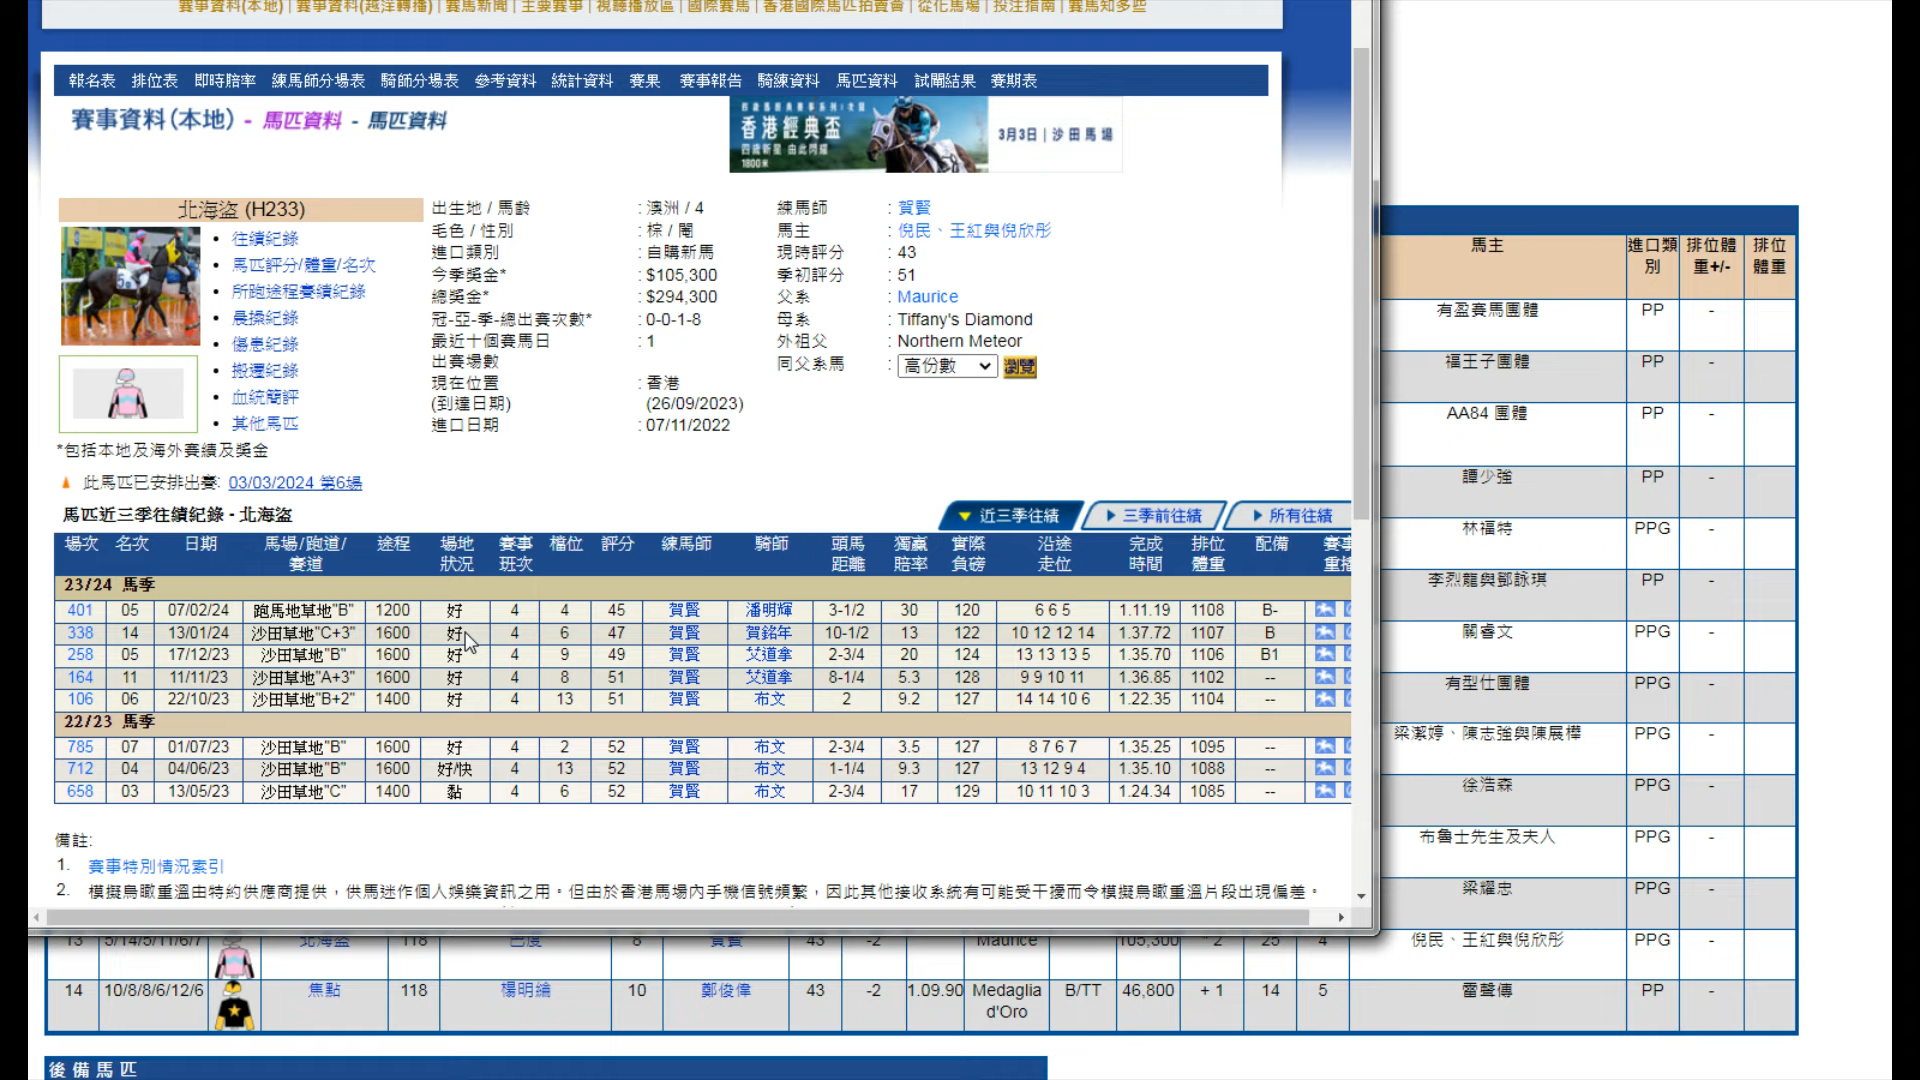 賽事資料(本地) | 賽事資料(越洋轉播) | 賽馬新聞 | 主要賽事 | 視聽播放區 | 國際賽馬 | 香港國際馬匹拍賣會 | 從化馬場 | 投注指南 | 賽馬知多些
報名表 排位表 即時賠率 練馬師分場表 騎師分場表 參考資料 統計資料 賽果 賽事報告 騎練資料 馬匹資料 試閘結果 賽期表
賽事資料(本地) - 馬匹資料 - 馬匹資料
香港經典盃
1800米
3月3日 | 沙田馬場
北海盜 (H233)
往績紀錄
馬匹評分/體重/名次
所跑途程賽績紀錄
晨操紀錄
傷患紀錄
搬遷紀錄
血統簡評
其他馬匹
出生地 / 馬齡 : 澳洲 / 4
毛色 / 性別 : 棕 / 閹
進口類別 : 自購新馬
今季獎金* : $105,300
總獎金* : $294,300
冠-亞-季-總出賽次數* : 0-0-1-8
最近十個賽馬日 : 1
出賽場數
現在位置 : 香港
(到達日期) (26/09/2023)
進口日期 : 07/11/2022
練馬師 : 賀賢
馬主 : 倪民、王紅與倪欣彤
現時評分 : 43
季初評分 : 51
父系 : Maurice
母系 : Tiffany's Diamond
外祖父 : Northern Meteor
同父系馬 : 高份數 瀏覽
*包括本地及海外賽績及獎金
此馬匹已安排出賽: 03/03/2024 第6場
馬匹近三季往績紀錄 - 北海盜
近三季往績 三季前往績 所有往績
場次 名次 日期 馬場/跑道/賽道 途程 場地狀況 賽事班次 檔位 評分 練馬師 騎師 頭馬距離 獨贏賠率 實際負磅 沿途走位 完成時間 排位體重 配備
23/24 馬季
401 05 07/02/24 跑馬地草地"B" 1200 好 4 4 45 賀賢 潘明輝 3-1/2 30 120 6 6 5 1.11.19 1108 B-
338 14 13/01/24 沙田草地"C+3" 1600 好 4 6 47 賀賢 賀銘年 10-1/2 13 122 10 12 12 14 1.37.72 1107 B
258 05 17/12/23 沙田草地"B" 1600 好 4 9 49 賀賢 艾道拿 2-3/4 20 124 13 13 13 5 1.35.70 1106 B1
164 11 11/11/23 沙田草地"A+3" 1600 好 4 8 51 賀賢 艾道拿 8-1/4 5.3 128 9 9 10 11 1.36.85 1102 --
106 06 22/10/23 沙田草地"B+2" 1400 好 4 13 51 賀賢 布文 2 9.2 127 14 14 10 6 1.22.35 1104 --
22/23 馬季
785 07 01/07/23 沙田草地"B" 1600 好 4 2 52 賀賢 布文 2-3/4 3.5 127 8 7 6 7 1.35.25 1095 --
712 04 04/06/23 沙田草地"B" 1600 好/快 4 13 52 賀賢 布文 1-1/4 9.3 127 13 12 9 4 1.35.10 1088 --
658 03 13/05/23 沙田草地"C" 1400 黏 4 6 52 賀賢 布文 2-3/4 17 129 10 11 10 3 1.24.34 1085 --
備註:
1. 賽事特別情況索引
2. 模擬鳥瞰重溫由特約供應商提供，供馬迷作個人娛樂資訊之用。但由於香港馬場內手機信號頻繁，因此其他接收系統有可能受干擾而令模擬鳥瞰重溫片段出現偏差。
馬主 進口類別 排位體重+/- 排位體重
有盈賽馬團體 PP -
福王子團體 PP -
AA84 團體 PP -
譚少強 PP -
林福特 PPG -
李烈龍與鄧詠琪 PP -
關睿文 PPG -
有型仕團體 PPG -
梁潔婷、陳志強與陳展樺 PPG -
徐浩森 PPG -
布魯士先生及夫人 PPG -
梁耀忠 PPG -
13 5/14/5/11/6/7 北海盜 118 巴度 8 賀賢 43 -2 Maurice 105,300 * 2 25 4 倪民、王紅與倪欣彤 PPG -
14 10/8/8/6/12/6 焦點 118 楊明綸 10 鄭俊偉 43 -2 1.09.90 Medaglia d'Oro B/TT 46,800 + 1 14 5 雷聲傳 PP -
後備馬匹